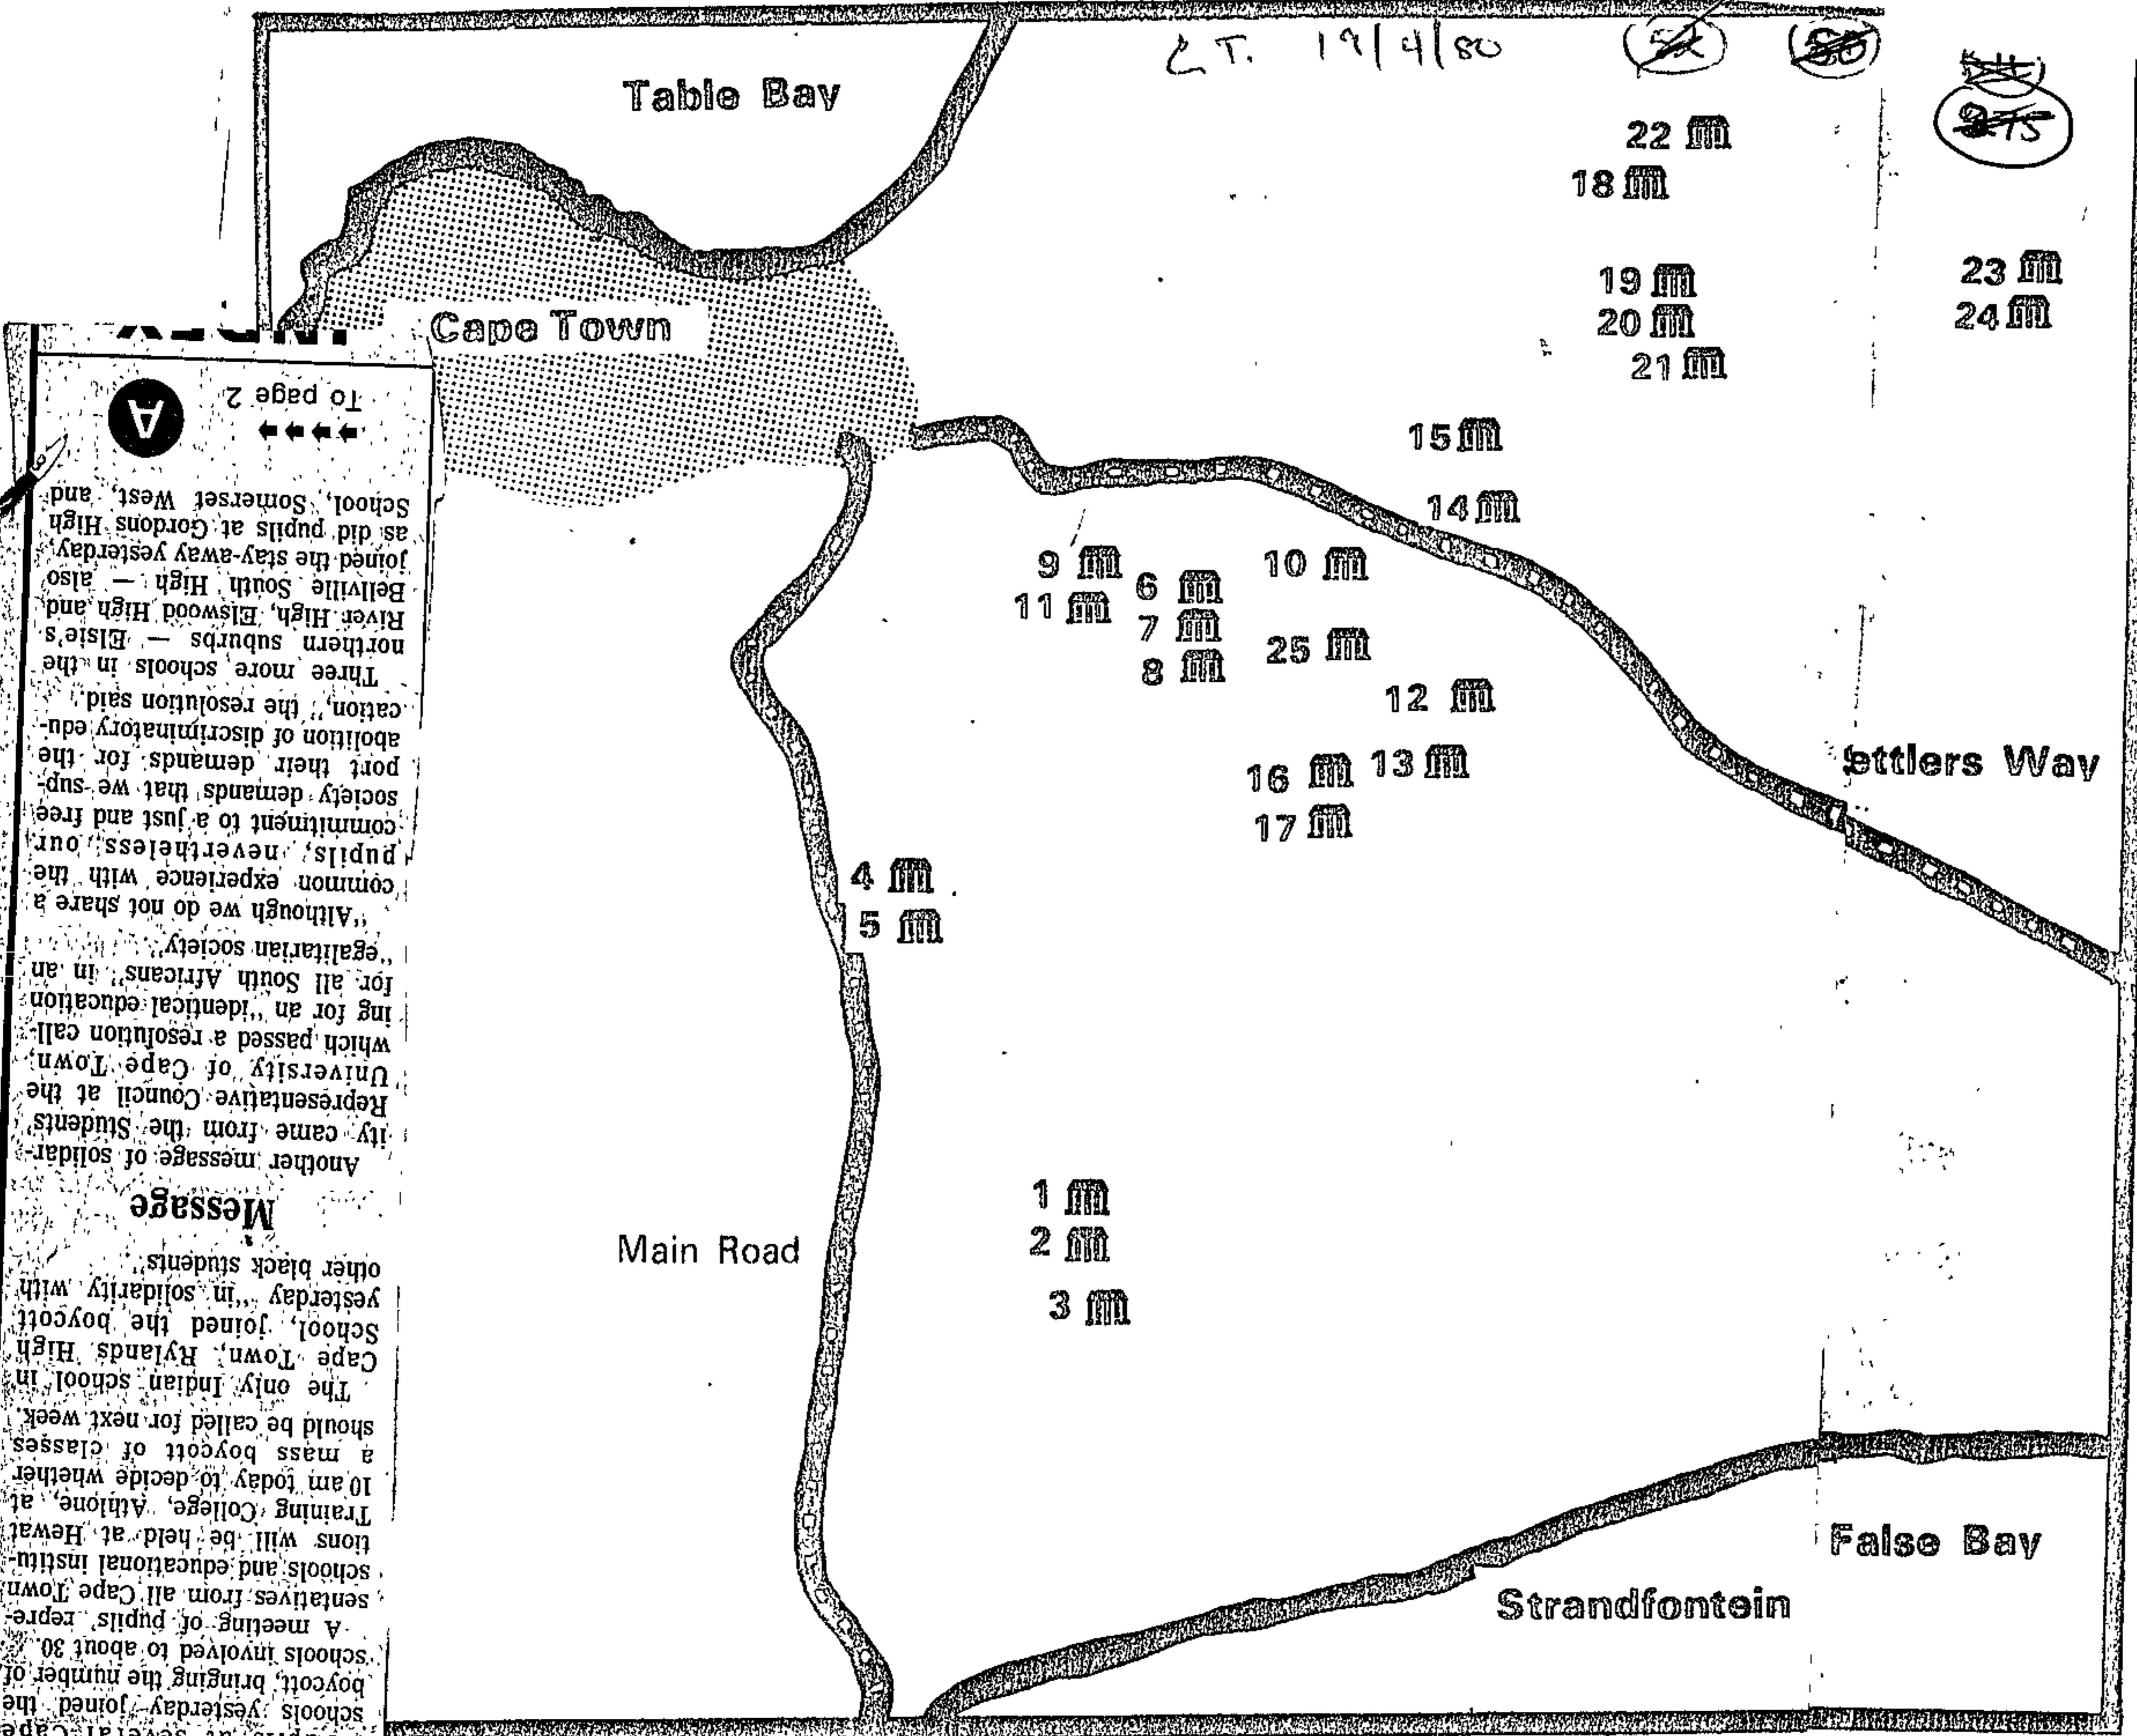 C.T. 19/4/80
Table Bay
22
18
19
20
21
23
24
Cape Town
15
14
9
6
10
11
7
25
8
12
16
13
17
Settlers Way
4
5
1
2
Main Road
3
False Bay
Strandfontein
schools yesterday joined the
boycott, bringing the number of
schools involved to about 30.
A meeting of pupils' repre-
sentatives from all Cape Town
schools and educational institu-
tions will be held at Hewat
Training College, Athlone, at
10 am today to decide whether
a mass boycott of classes
should be called for next week.
The only Indian school in
Cape Town, Rylands High
School, joined the boycott
yesterday "in solidarity with
other black students".
Message
Another message of solidar-
ity came from the Students'
Representative Council at the
University of Cape Town,
which passed a resolution call-
ing for an "identical education
for all South Africans" in an
"egalitarian society".
"Although we do not share a
common experience with the
pupils, nevertheless, our
commitment to a just and free
society demands that we sup-
port their demands for the
abolition of discriminatory edu-
cation," the resolution said.
Three more schools in the
northern suburbs — Elsie's
River High, Elswood High and
Bellville South High — also
joined the stay-away yesterday,
as did pupils at Gordons High
School, Somerset West, and
To page 2
A
INDEX